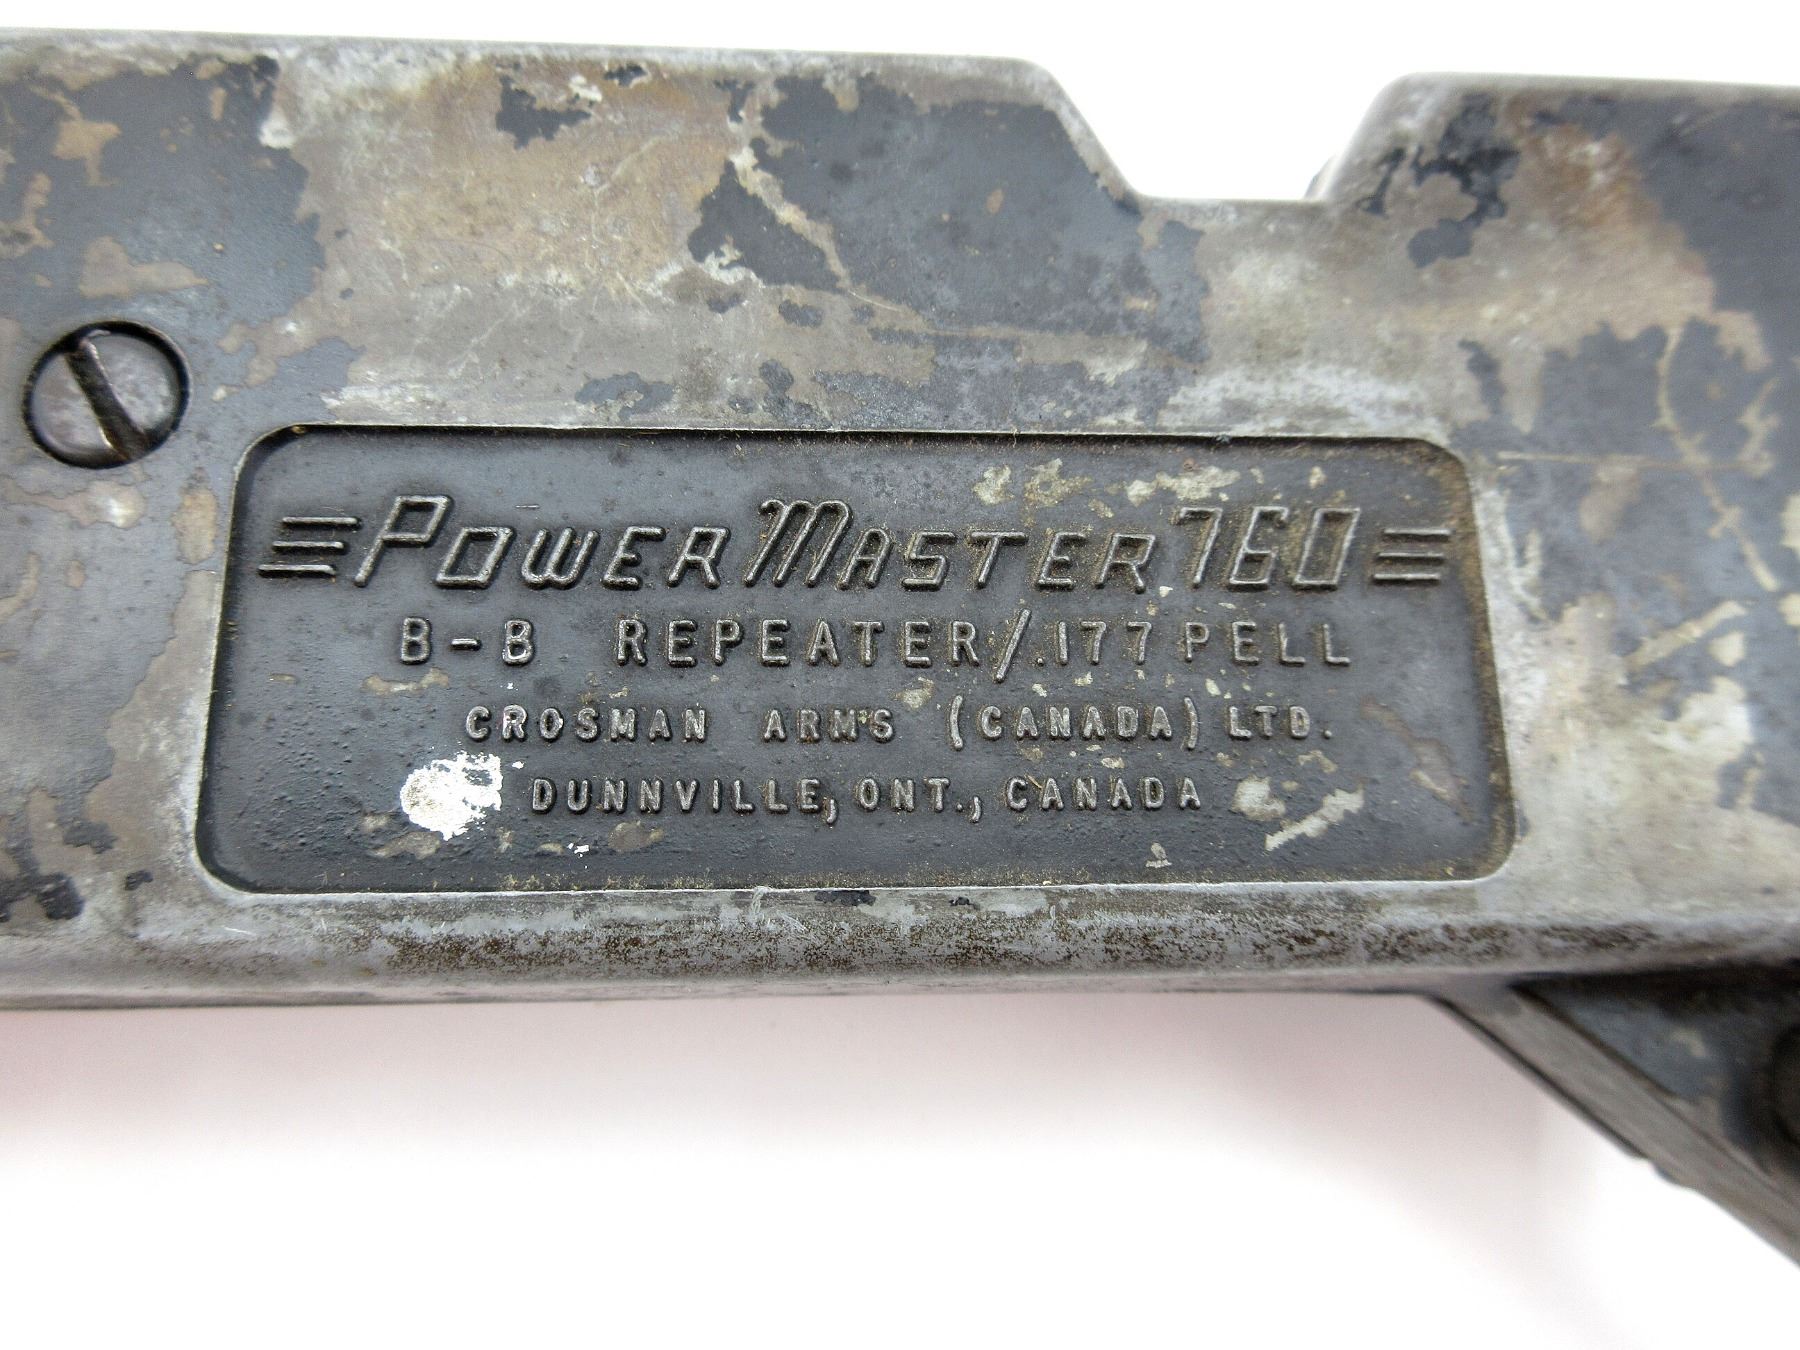 POWERMASTER 760
B-B REPEATER/.177 PELL
CROSMAN ARMS (CANADA) LTD.
DUNNVILLE, ONT., CANADA